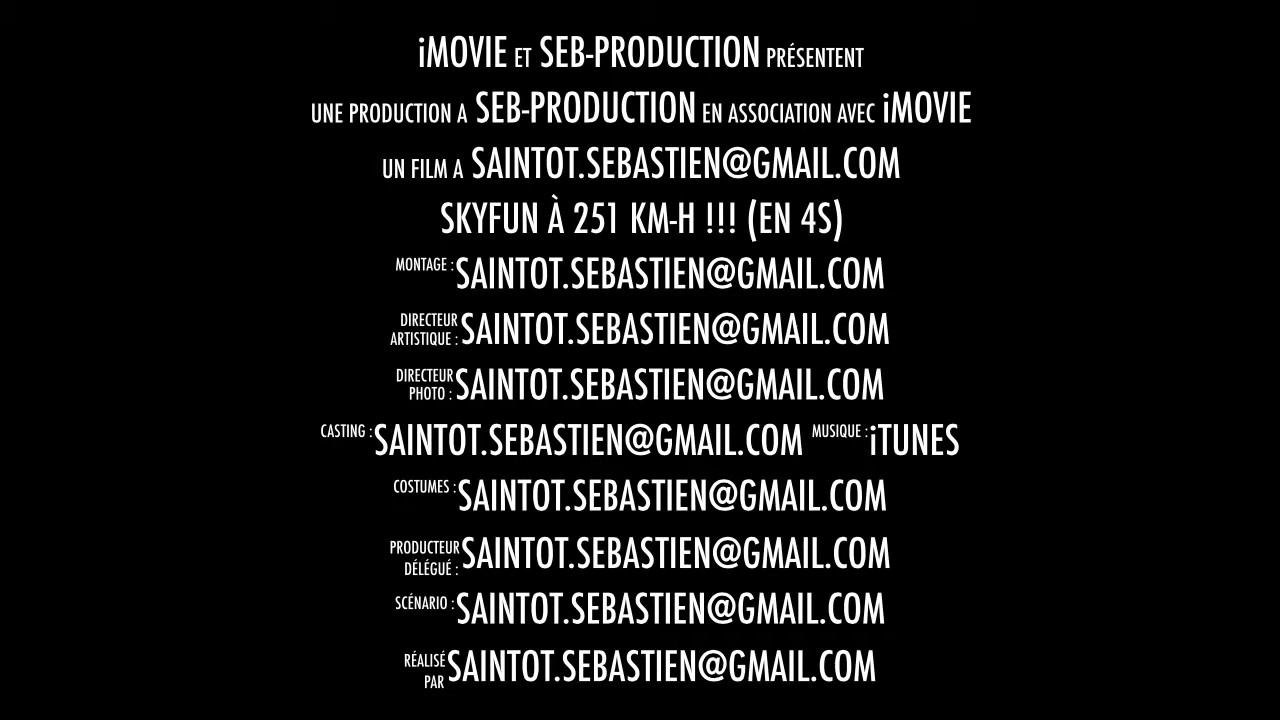 iMOVIE ET SEB-PRODUCTION PRÉSENTENT
UNE PRODUCTION A SEB-PRODUCTION EN ASSOCIATION AVEC iMOVIE
UN FILM A SAINTOT.SEBASTIEN@GMAIL.COM
SKYFUN À 251 KM-H !!! (EN 4S)
MONTAGE : SAINTOT.SEBASTIEN@GMAIL.COM
DIRECTEUR ARTISTIQUE : SAINTOT.SEBASTIEN@GMAIL.COM
DIRECTEUR PHOTO : SAINTOT.SEBASTIEN@GMAIL.COM
CASTING : SAINTOT.SEBASTIEN@GMAIL.COM MUSIQUE : iTUNES
COSTUMES : SAINTOT.SEBASTIEN@GMAIL.COM
PRODUCTEUR DÉLÉGUÉ : SAINTOT.SEBASTIEN@GMAIL.COM
SCÉNARIO : SAINTOT.SEBASTIEN@GMAIL.COM
RÉALISÉ PAR SAINTOT.SEBASTIEN@GMAIL.COM